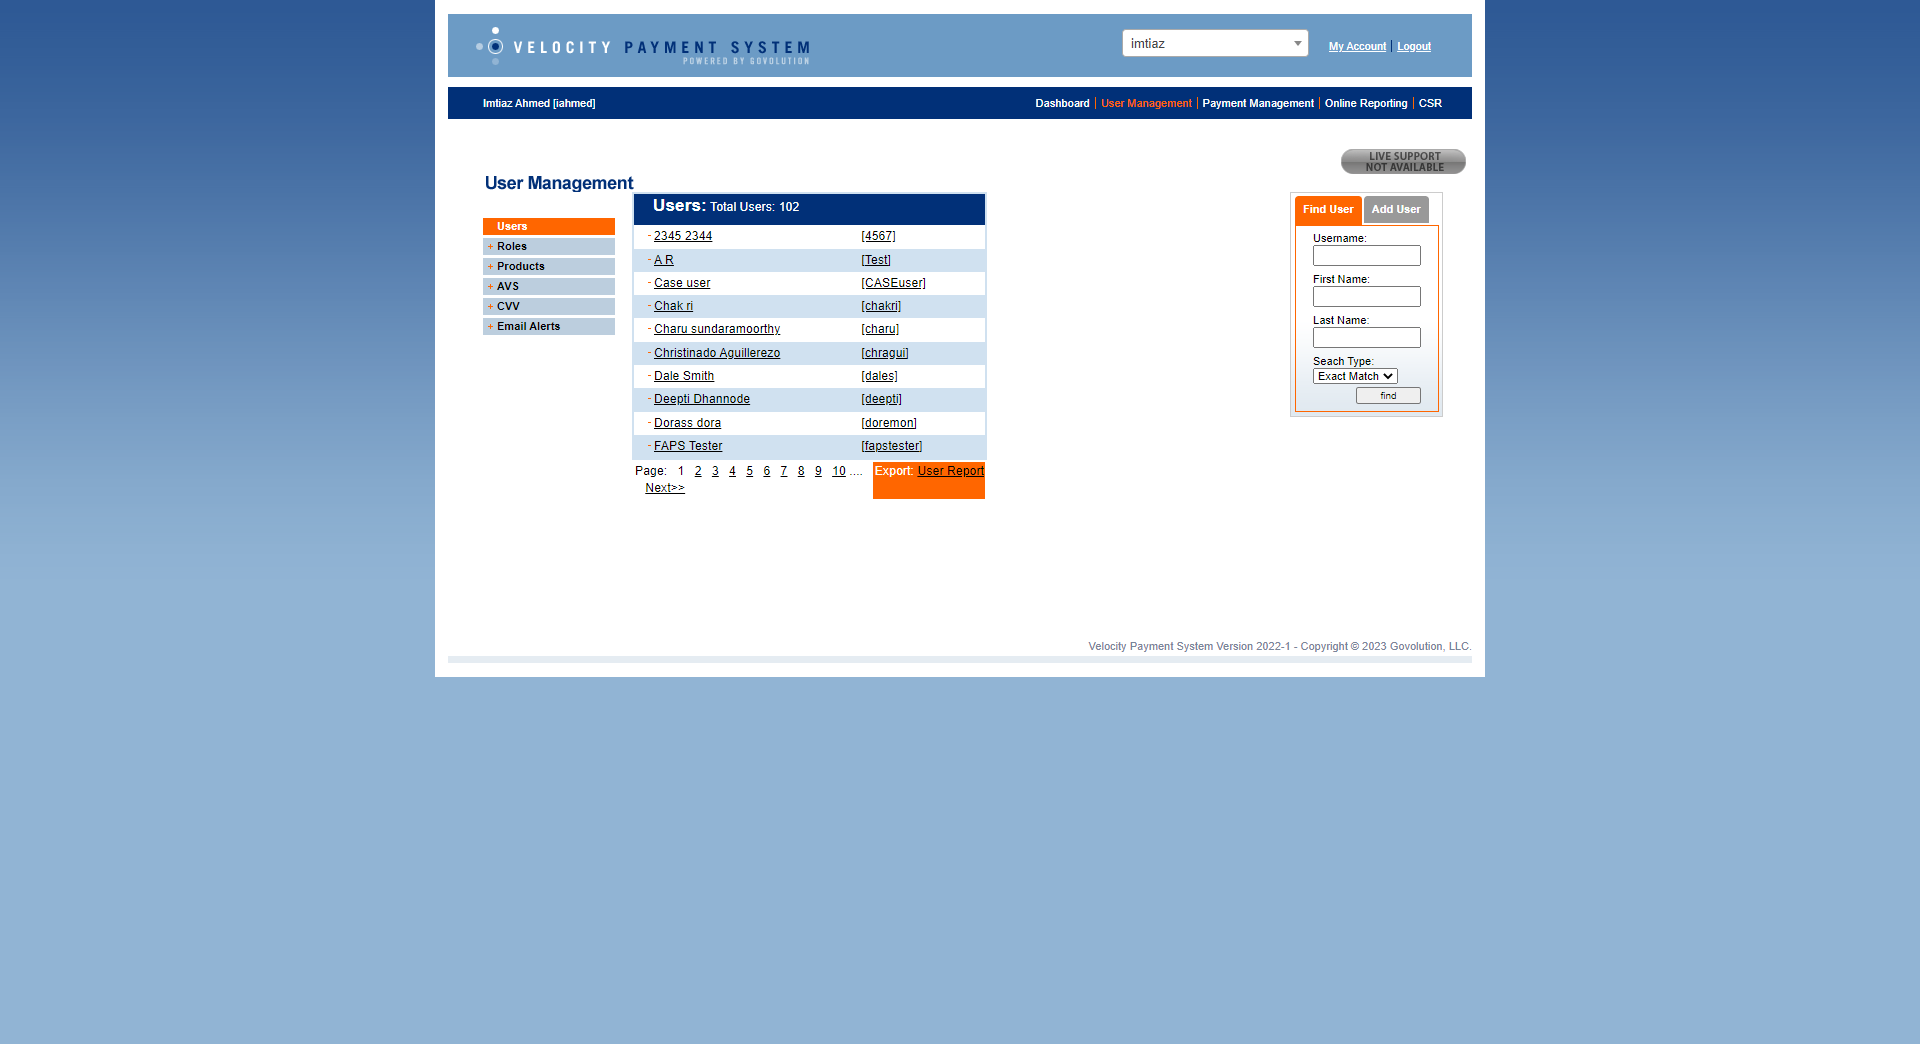 VELOCITY PAYMENT SYSTEM
POWERED BY GOVOLUTION
imtiaz
My Account | Logout
Imtiaz Ahmed [iahmed]
Dashboard | User Management | Payment Management | Online Reporting | CSR
LIVE SUPPORT
NOT AVAILABLE
User Management
Users
+ Roles
+ Products
+ AVS
+ CVV
+ Email Alerts
Users: Total Users: 102
- 2345 2344 [4567]
- A R [Test]
- Case user [CASEuser]
- Chak ri [chakri]
- Charu sundaramoorthy [charu]
- Christinado Aguillerezo [chragui]
- Dale Smith [dales]
- Deepti Dhannode [deepti]
- Dorass dora [doremon]
- FAPS Tester [fapstester]
Page: 1 2 3 4 5 6 7 8 9 10 ....
Next>>
Export: User Report
Find User Add User
Username:
First Name:
Last Name:
Seach Type:
Exact Match
find
Velocity Payment System Version 2022-1 - Copyright © 2023 Govolution, LLC.